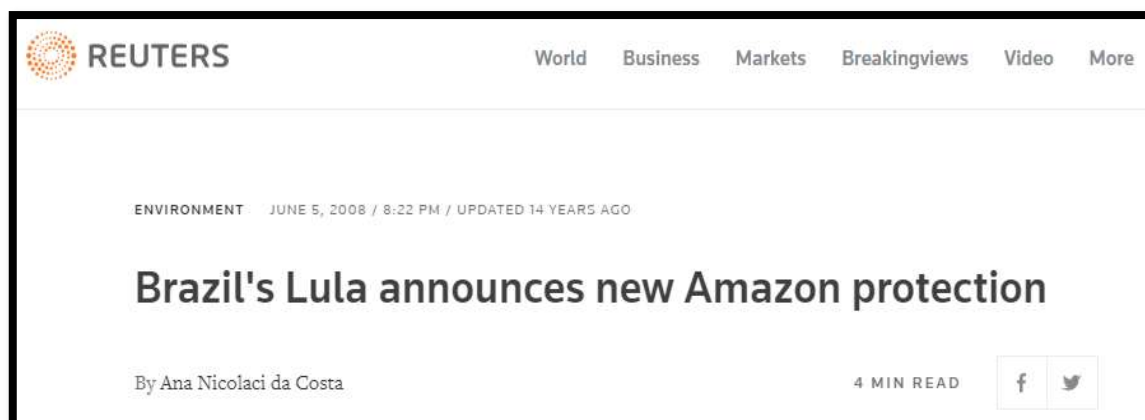 REUTERS World Business Markets Breakingviews Video More
ENVIRONMENT JUNE 5, 2008 / 8:22 PM / UPDATED 14 YEARS AGO
Brazil's Lula announces new Amazon protection
By Ana Nicolaci da Costa 4 MIN READ